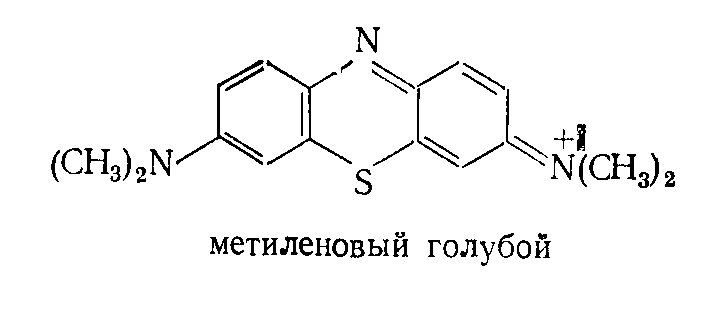 N
(CH₃)₂N
S
+
N(CH₃)₂
метиленовый голубой